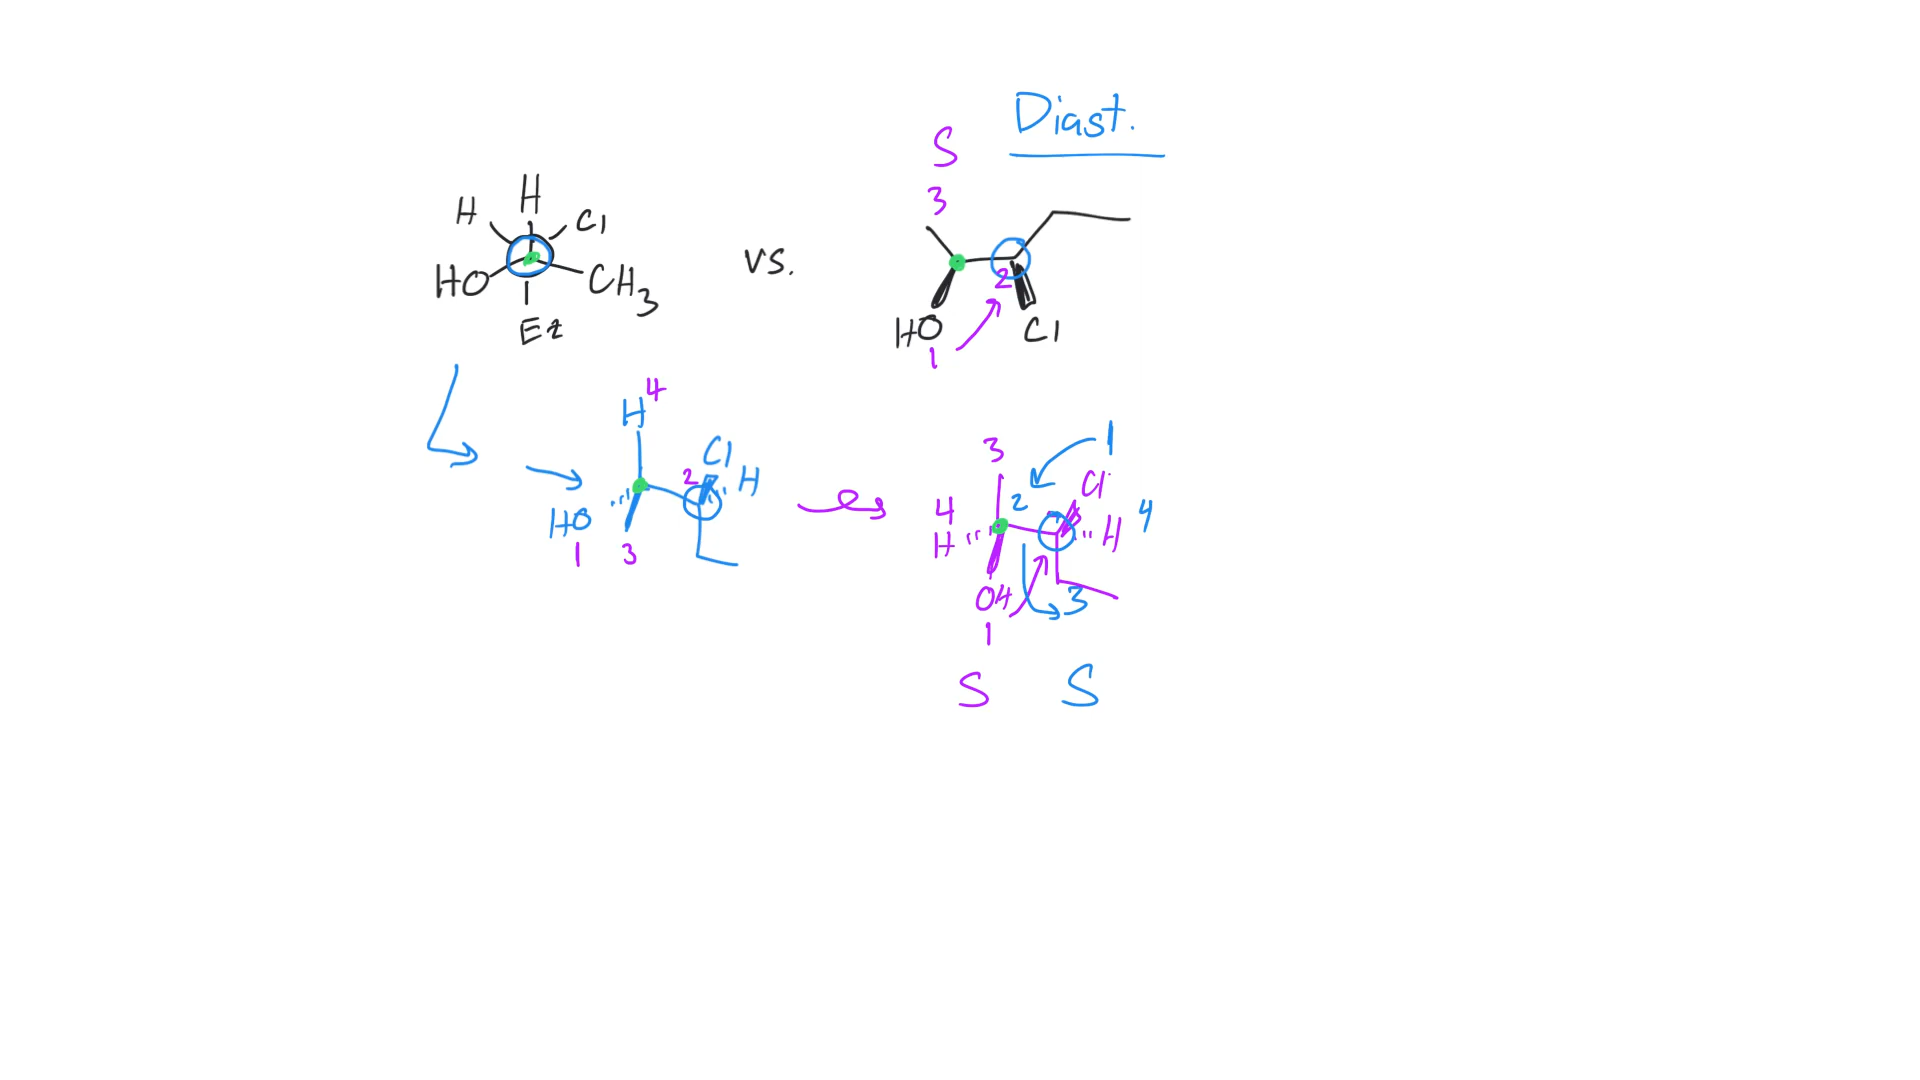 Diast.
S
3
H H Cl
HO CH3
Et
vs.
2
HO Cl
1
H 4
Cl
2 H
HO
1 3
3 1
2 Cl
4 4
H H
OH 3
1
S S